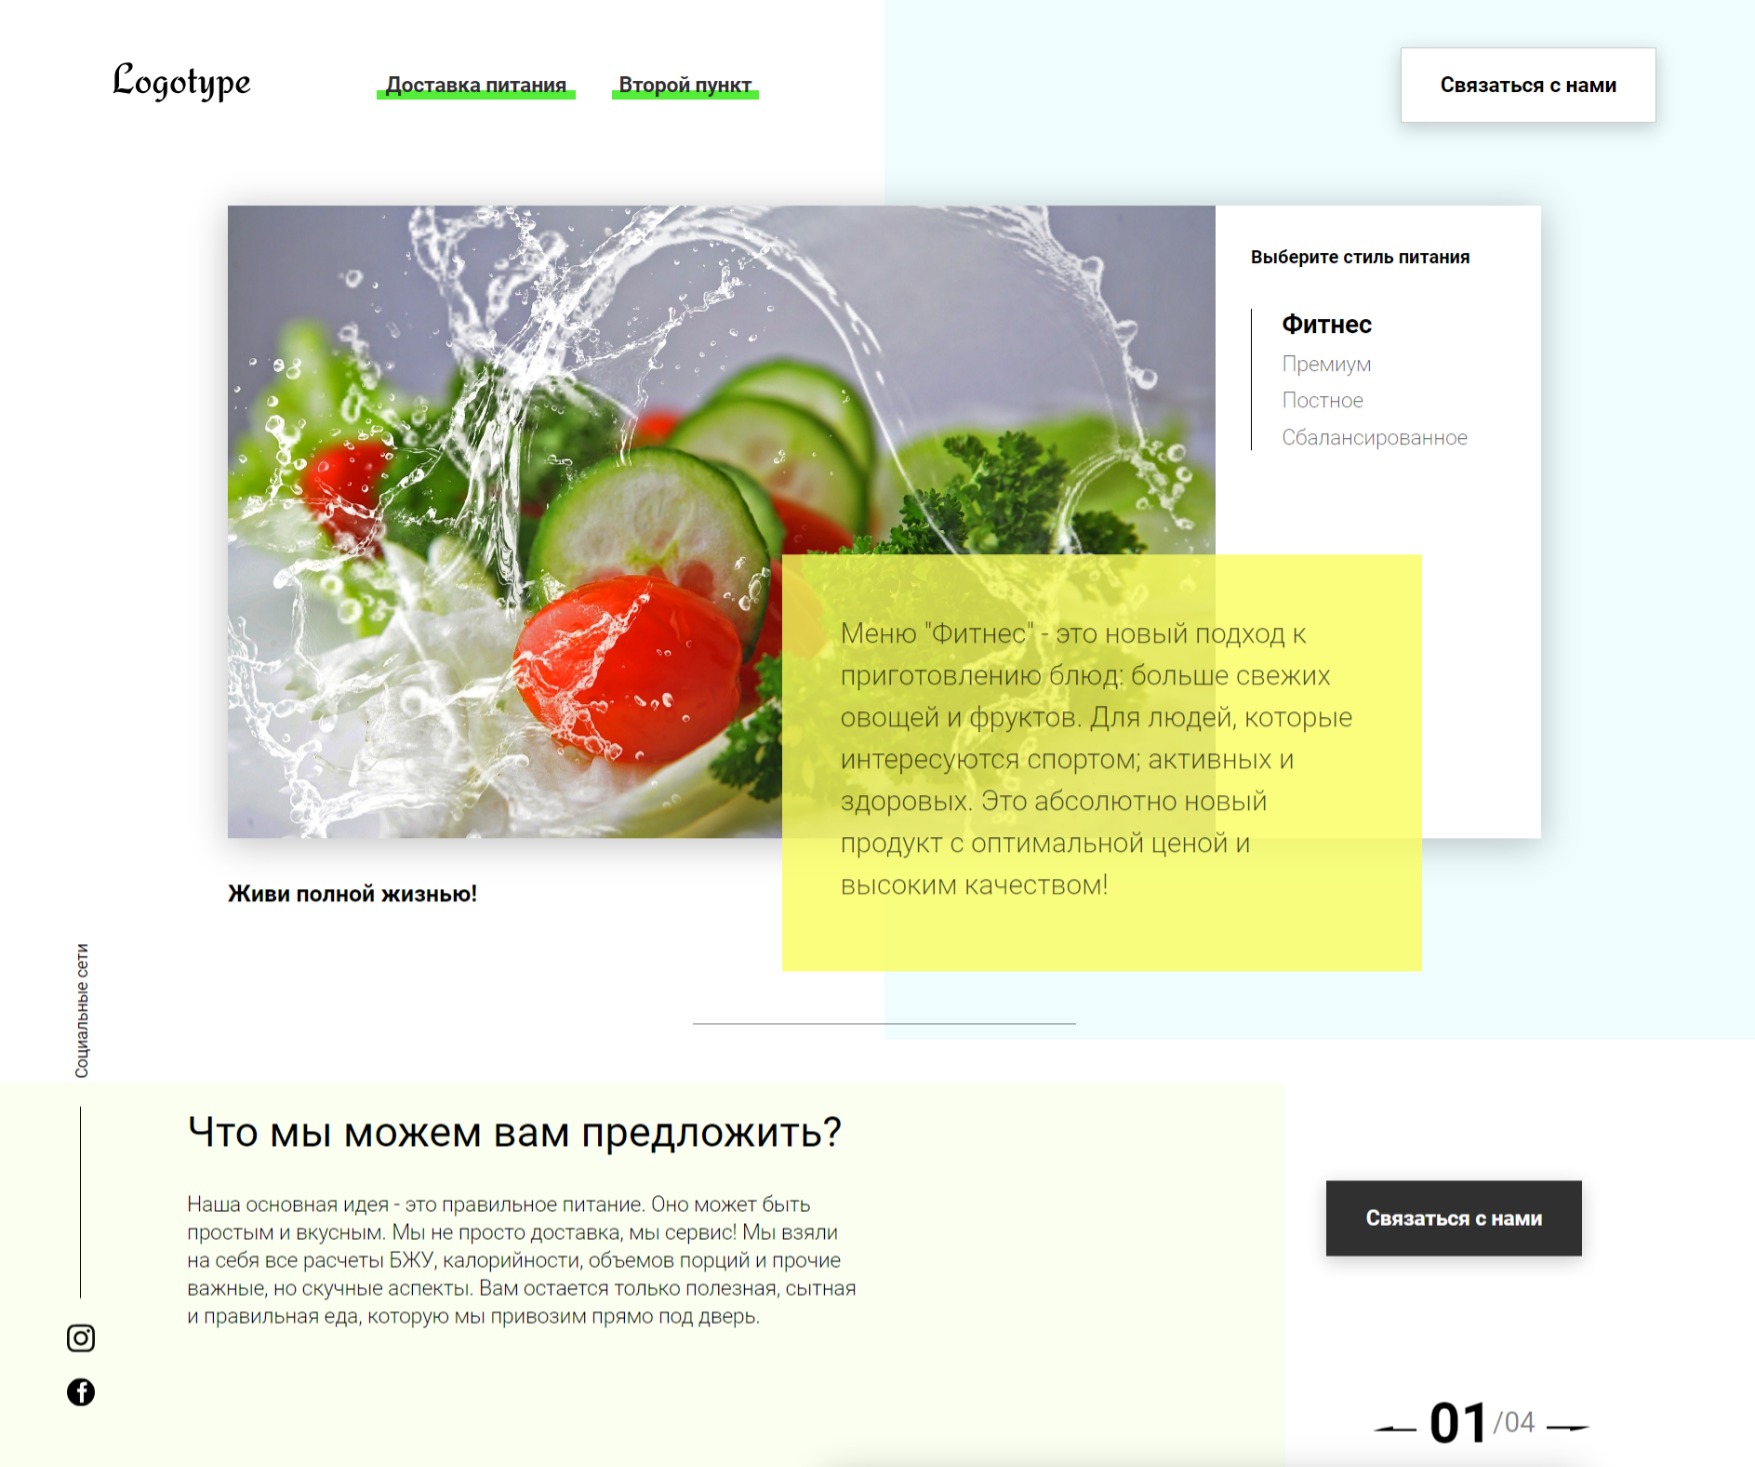 Logotype
Доставка питания
Второй пункт
Связаться с нами
Выберите стиль питания
Фитнес
Премиум
Постное
Сбалансированное
Меню "Фитнес" - это новый подход к
приготовлению блюд: больше свежих
овощей и фруктов. Для людей, которые
интересуются спортом; активных и
здоровых. Это абсолютно новый
продукт с оптимальной ценой и
высоким качеством!
Живи полной жизнью!
Социальные сети
Что мы можем вам предложить?
Наша основная идея - это правильное питание. Оно может быть
простым и вкусным. Мы не просто доставка, мы сервис! Мы взяли
на себя все расчеты БЖУ, калорийности, объемов порций и прочие
важные, но скучные аспекты. Вам остается только полезная, сытная
и правильная еда, которую мы привозим прямо под дверь.
Связаться с нами
01/04